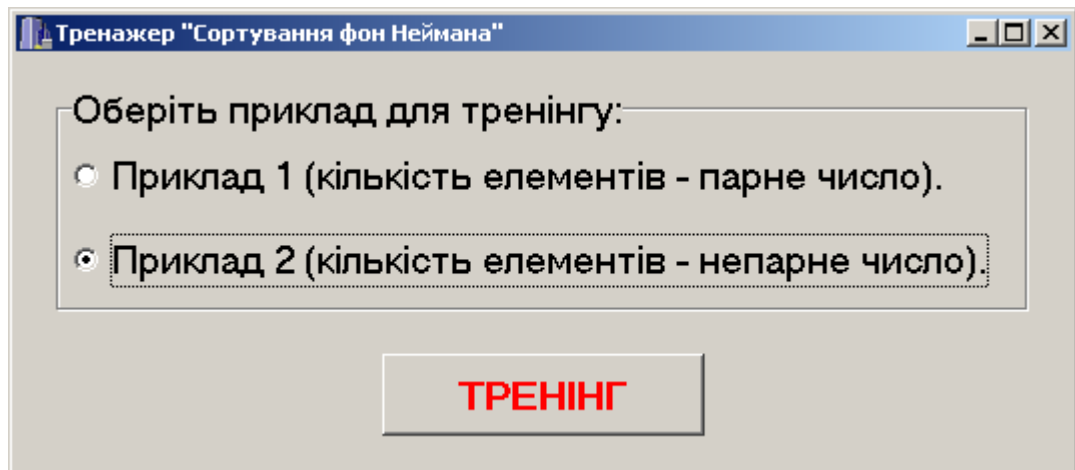 Тренажер "Сортування фон Неймана"
Оберіть приклад для тренінгу:
Приклад 1 (кількість елементів - парне число).
Приклад 2 (кількість елементів - непарне число).
ТРЕНІНГ